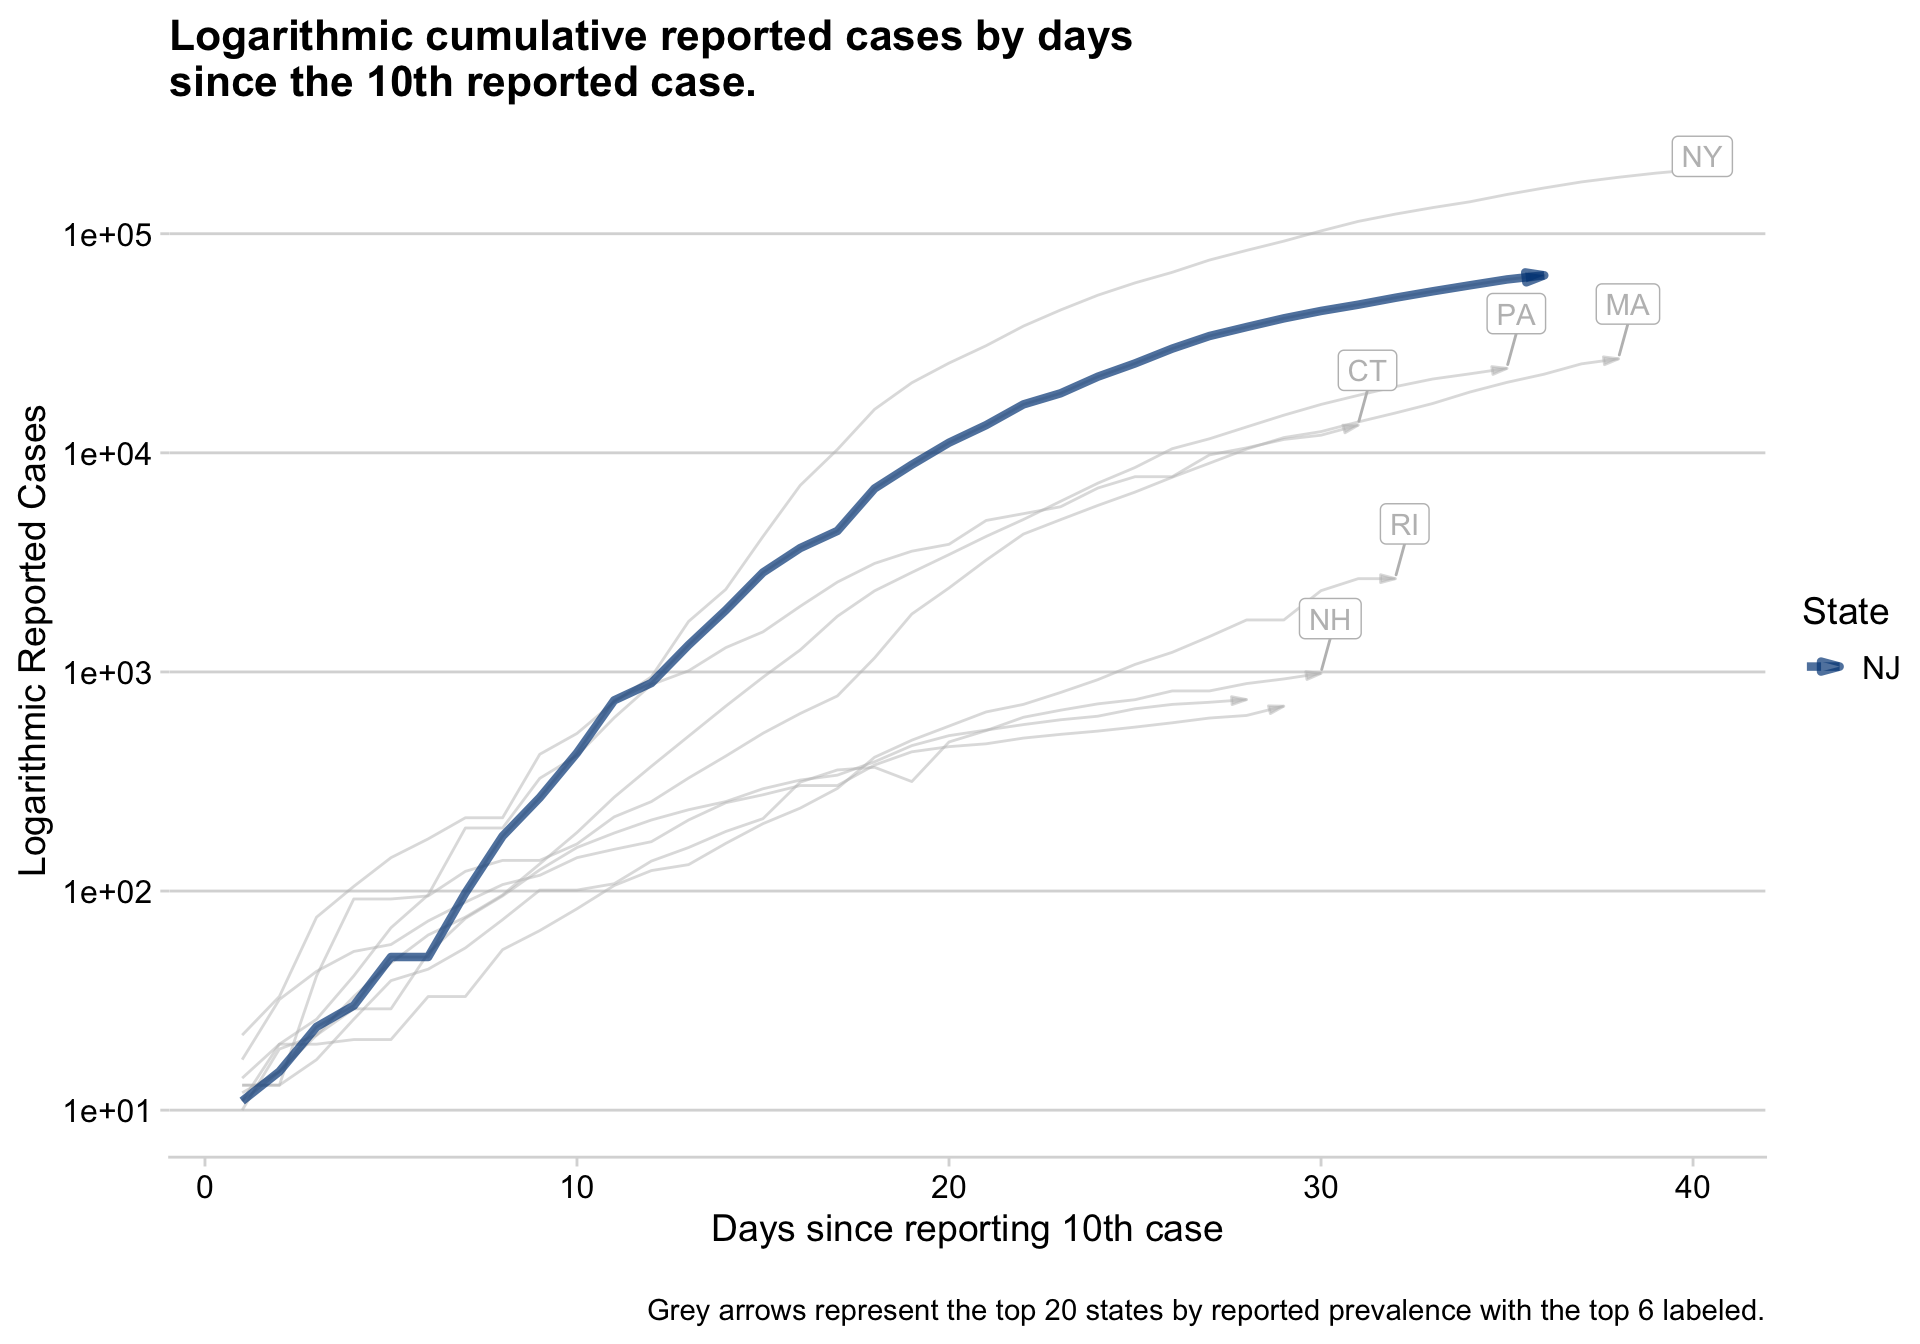 Logarithmic cumulative reported cases by days
since the 10th reported case.
NY
1e+05
MA
PA
CT
1e+04
RI
NH
1e+03
1e+02
1e+01
Logarithmic Reported Cases
State
NJ
0 10 20 30 40
Days since reporting 10th case
Grey arrows represent the top 20 states by reported prevalence with the top 6 labeled.